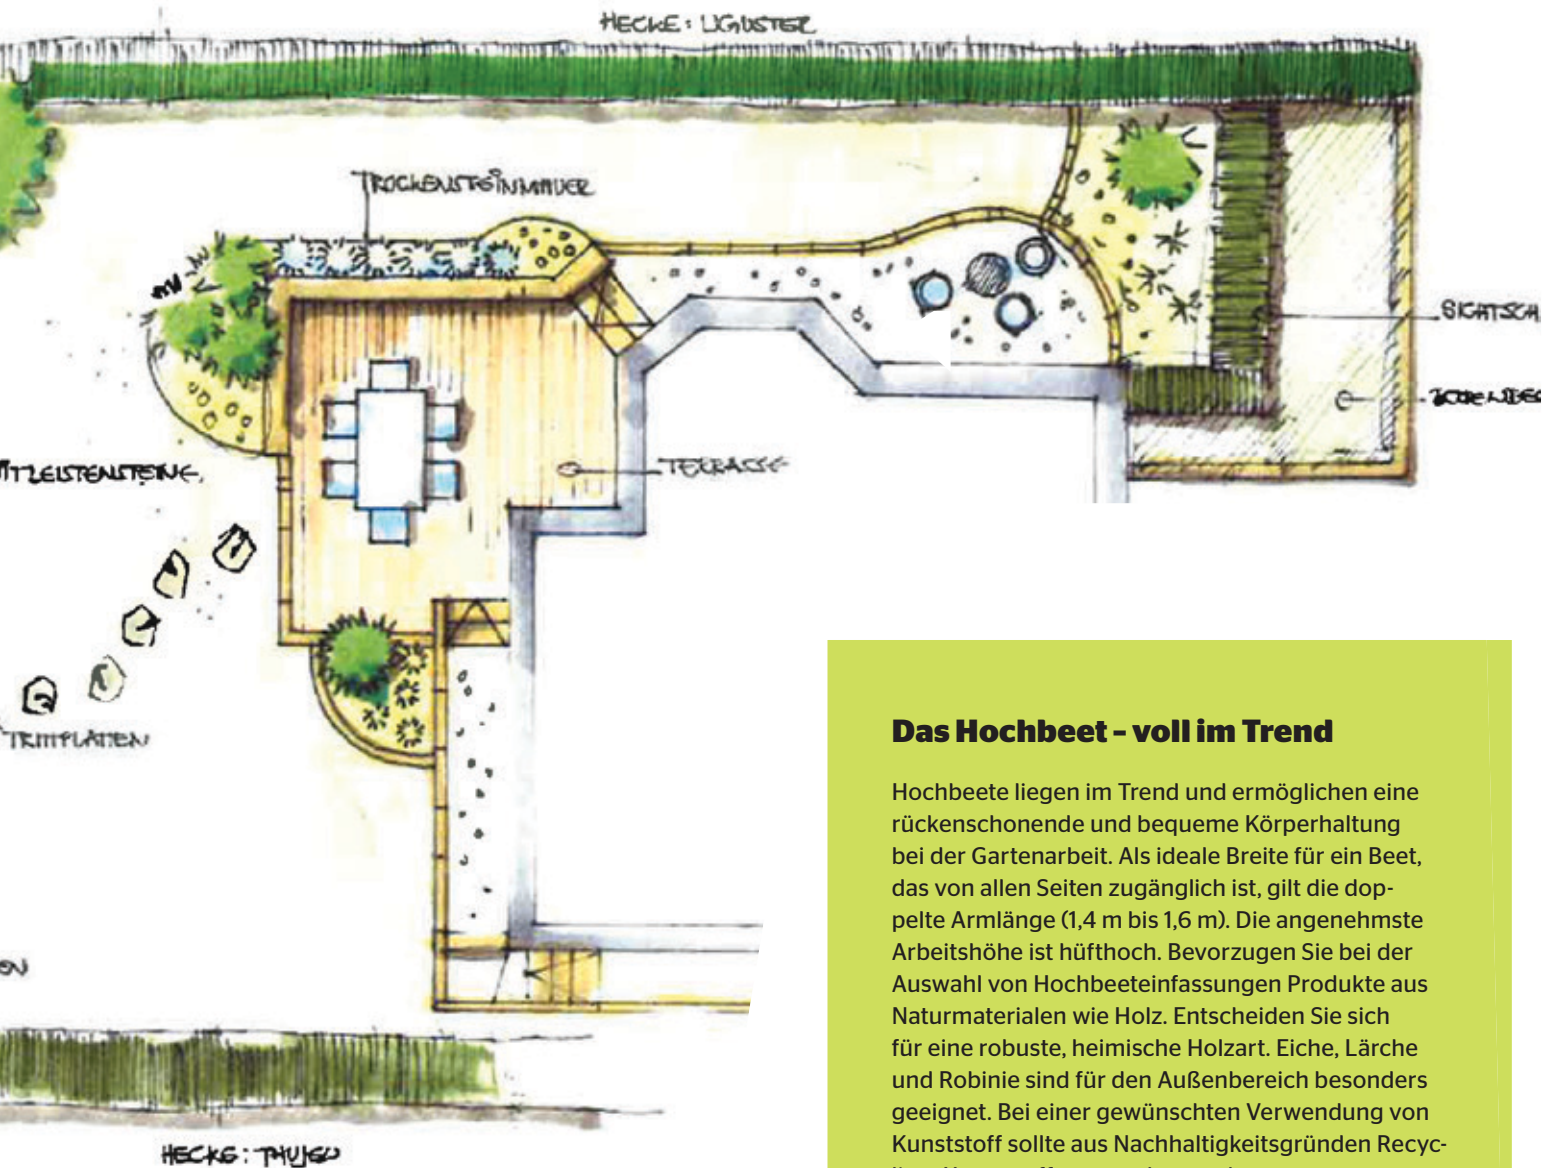 HECKE: LIGUSTER
TROCKENSTEINMAUER
SICHTSCH
TERRASSE
TRITTPLATTEN
HECKE: THUJEN
Das Hochbeet – voll im Trend
Hochbeete liegen im Trend und ermöglichen eine
rückenschonende und bequeme Körperhaltung
bei der Gartenarbeit. Als ideale Breite für ein Beet,
das von allen Seiten zugänglich ist, gilt die dop-
pelte Armlänge (1,4 m bis 1,6 m). Die angenehmste
Arbeitshöhe ist hüfthoch. Bevorzugen Sie bei der
Auswahl von Hochbeeteinfassungen Produkte aus
Naturmaterialen wie Holz. Entscheiden Sie sich
für eine robuste, heimische Holzart. Eiche, Lärche
und Robinie sind für den Außenbereich besonders
geeignet. Bei einer gewünschten Verwendung von
Kunststoff sollte aus Nachhaltigkeitsgründen Recyc-